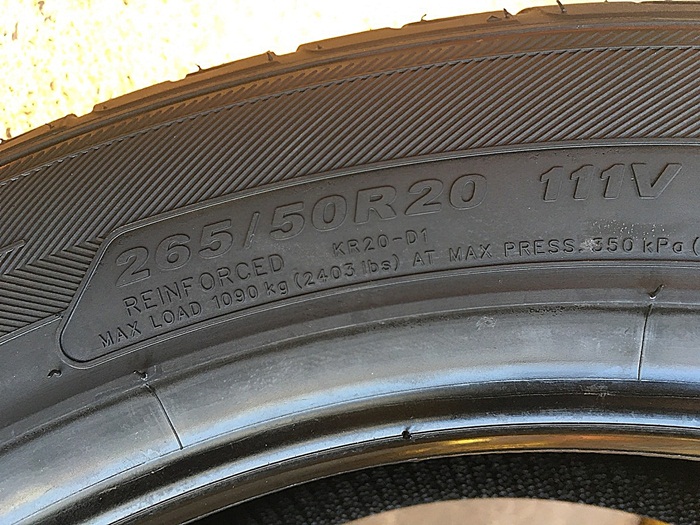 265/50R20 111V
REINFORCED KR20-D1
MAX LOAD 1090 kg (2403 lbs) AT MAX PRESS. 350 kPa (